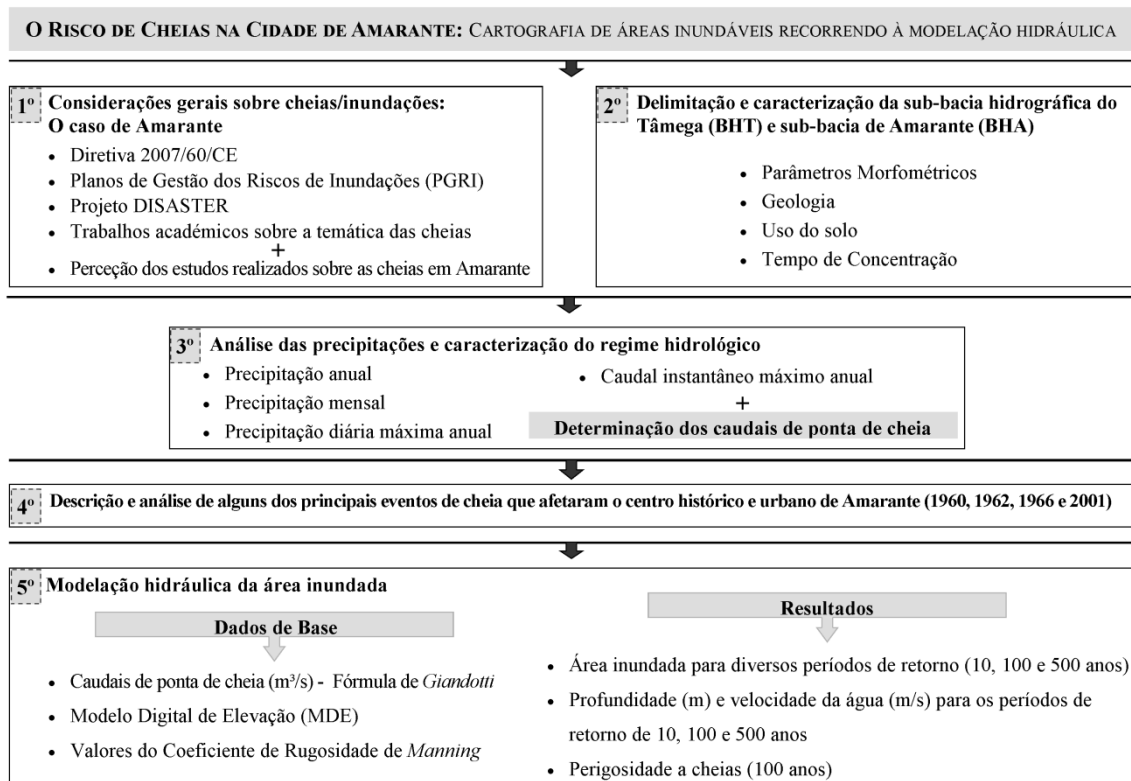 O RISCO DE CHEIAS NA CIDADE DE AMARANTE: CARTOGRAFIA DE ÁREAS INUNDÁVEIS RECORRENDO À MODELAÇÃO HIDRÁULICA
1º Considerações gerais sobre cheias/inundações:
O caso de Amarante
• Diretiva 2007/60/CE
• Planos de Gestão dos Riscos de Inundações (PGRI)
• Projeto DISASTER
• Trabalhos académicos sobre a temática das cheias
+
• Perceção dos estudos realizados sobre as cheias em Amarante
2º Delimitação e caracterização da sub-bacia hidrográfica do
Tâmega (BHT) e sub-bacia de Amarante (BHA)
• Parâmetros Morfométricos
• Geologia
• Uso do solo
• Tempo de Concentração
3º Análise das precipitações e caracterização do regime hidrológico
• Precipitação anual
• Precipitação mensal
• Precipitação diária máxima anual
• Caudal instantâneo máximo anual
+
Determinação dos caudais de ponta de cheia
4º Descrição e análise de alguns dos principais eventos de cheia que afetaram o centro histórico e urbano de Amarante (1960, 1962, 1966 e 2001)
5º Modelação hidráulica da área inundada
Dados de Base
• Caudais de ponta de cheia (m³/s) - Fórmula de Giandotti
• Modelo Digital de Elevação (MDE)
• Valores do Coeficiente de Rugosidade de Manning
Resultados
• Área inundada para diversos períodos de retorno (10, 100 e 500 anos)
• Profundidade (m) e velocidade da água (m/s) para os períodos de
retorno de 10, 100 e 500 anos
• Perigosidade a cheias (100 anos)